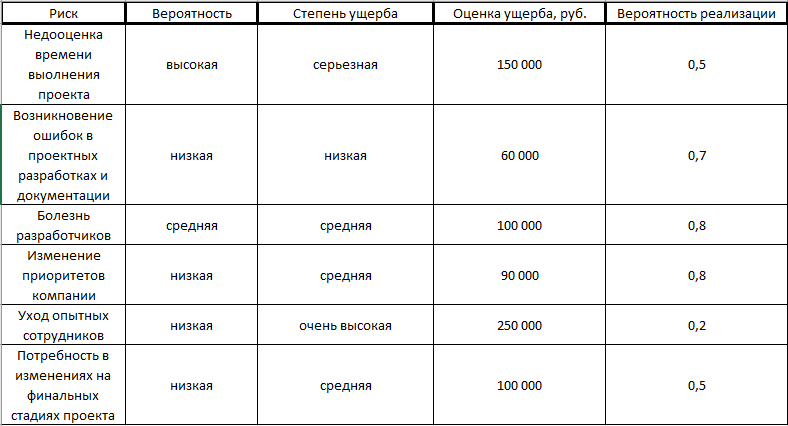 Риск Вероятность Степень ущерба Оценка ущерба, руб. Вероятность реализации
Недооценка
времени
выолнения
проекта
высокая серьезная 150 000 0,5
Возникновение
ошибок в
проектных
разработках и
документации
низкая низкая 60 000 0,7
Болезнь
разработчиков
средняя средняя 100 000 0,8
Изменение
приоритетов
компании
низкая средняя 90 000 0,8
Уход опытных
сотрудников
низкая очень высокая 250 000 0,2
Потребность в
изменениях на
финальных
стадиях проекта
низкая средняя 100 000 0,5